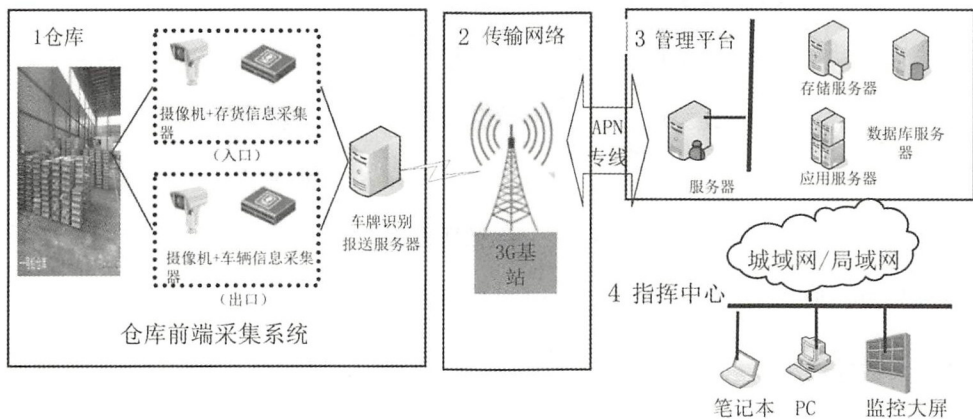 1仓库
摄像机+存货信息采集
器
(入口)
摄像机+车辆信息采集
器
(出口)
仓库前端采集系统
车牌识别
报送服务器
2 传输网络
3G基
站
APN
专线
3 管理平台
服务器
存储服务器
数据库服务
器
应用服务器
城域网/局域网
4 指挥中心
笔记本
PC
监控大屏